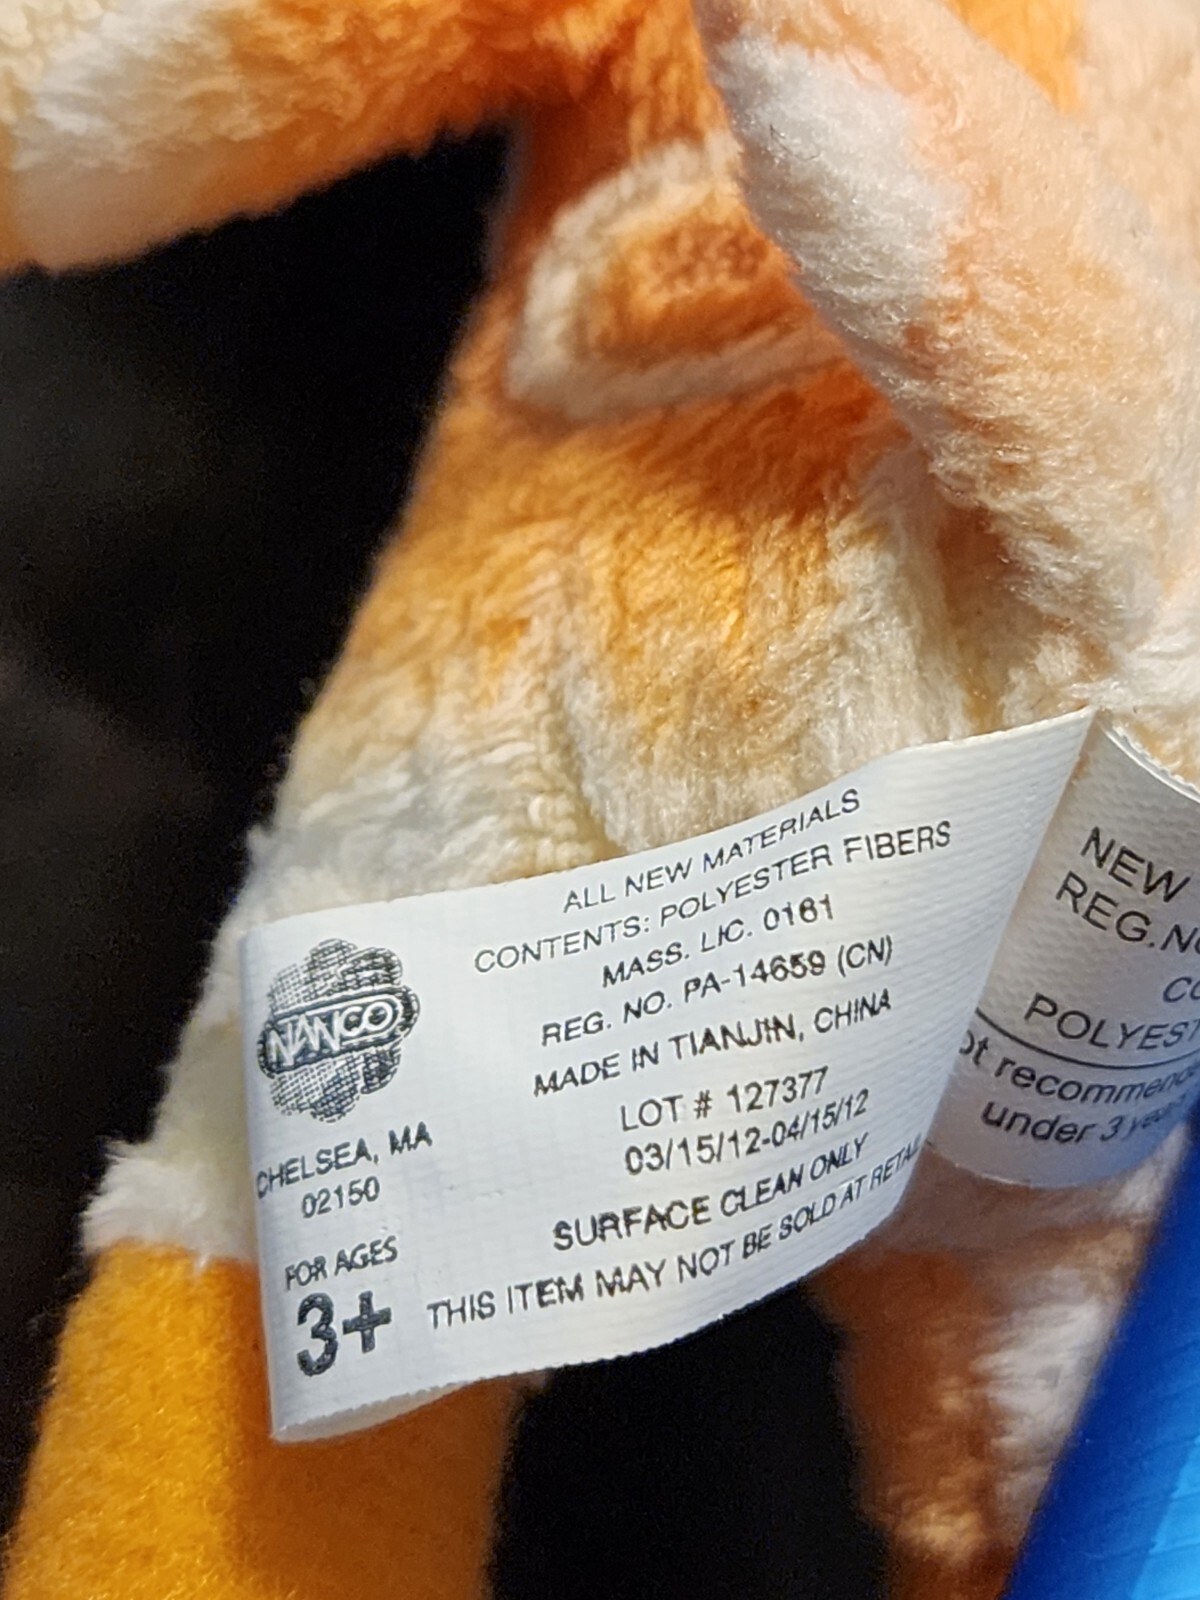 ALL NEW MATERIALS
CONTENTS: POLYESTER FIBERS
MASS. LIC. 0161
REG. NO. PA-14659 (CN)
MADE IN TIANJIN, CHINA
LOT # 127377
03/15/12-04/15/12
SURFACE CLEAN ONLY
THIS ITEM MAY NOT BE SOLD AT RETAIL
NANCO
CHELSEA, MA
02150
FOR AGES
3+
NEW
REG.NO
POLYEST
recommend
under 3